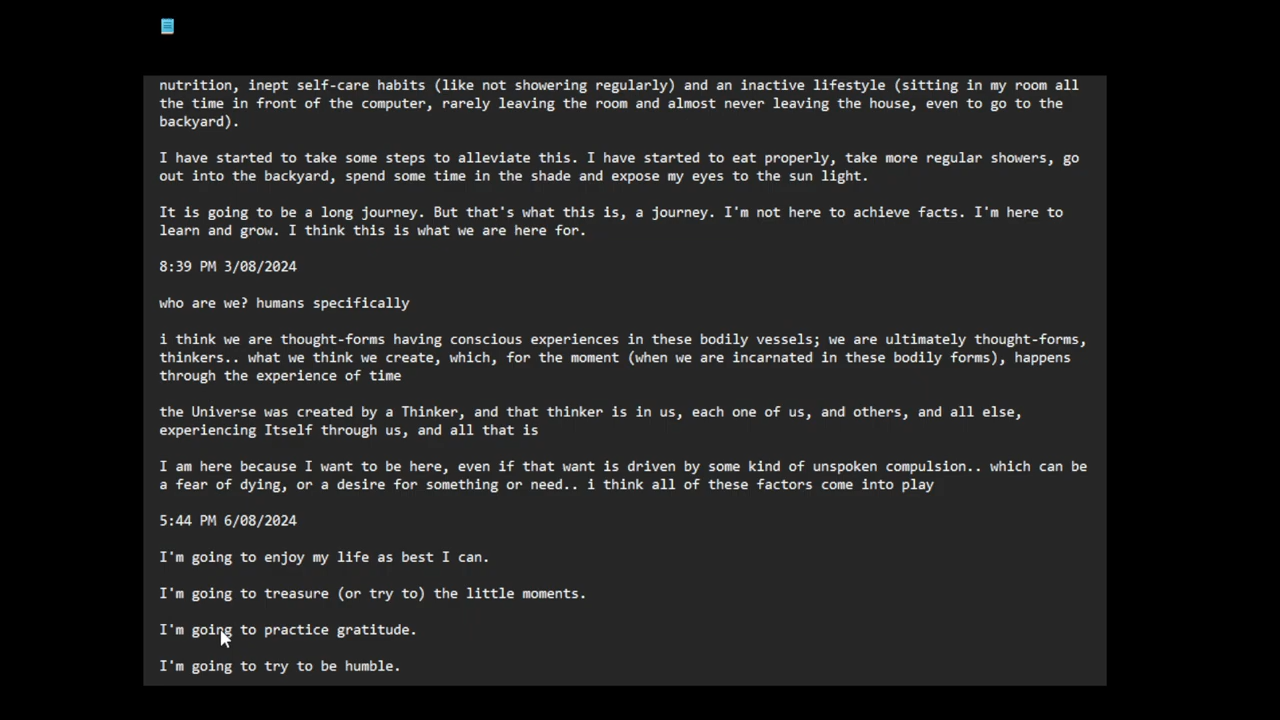 nutrition, inept self-care habits (like not showering regularly) and an inactive lifestyle (sitting in my room all
the time in front of the computer, rarely leaving the room and almost never leaving the house, even to go to the
backyard).
I have started to take some steps to alleviate this. I have started to eat properly, take more regular showers, go
out into the backyard, spend some time in the shade and expose my eyes to the sun light.
It is going to be a long journey. But that's what this is, a journey. I'm not here to achieve facts. I'm here to
learn and grow. I think this is what we are here for.
8:39 PM 3/08/2024
who are we? humans specifically
i think we are thought-forms having conscious experiences in these bodily vessels; we are ultimately thought-forms,
thinkers.. what we think we create, which, for the moment (when we are incarnated in these bodily forms), happens
through the experience of time
the Universe was created by a Thinker, and that thinker is in us, each one of us, and others, and all else,
experiencing Itself through us, and all that is
I am here because I want to be here, even if that want is driven by some kind of unspoken compulsion.. which can be
a fear of dying, or a desire for something or need.. i think all of these factors come into play
5:44 PM 6/08/2024
I'm going to enjoy my life as best I can.
I'm going to treasure (or try to) the little moments.
I'm going to practice gratitude.
I'm going to try to be humble.